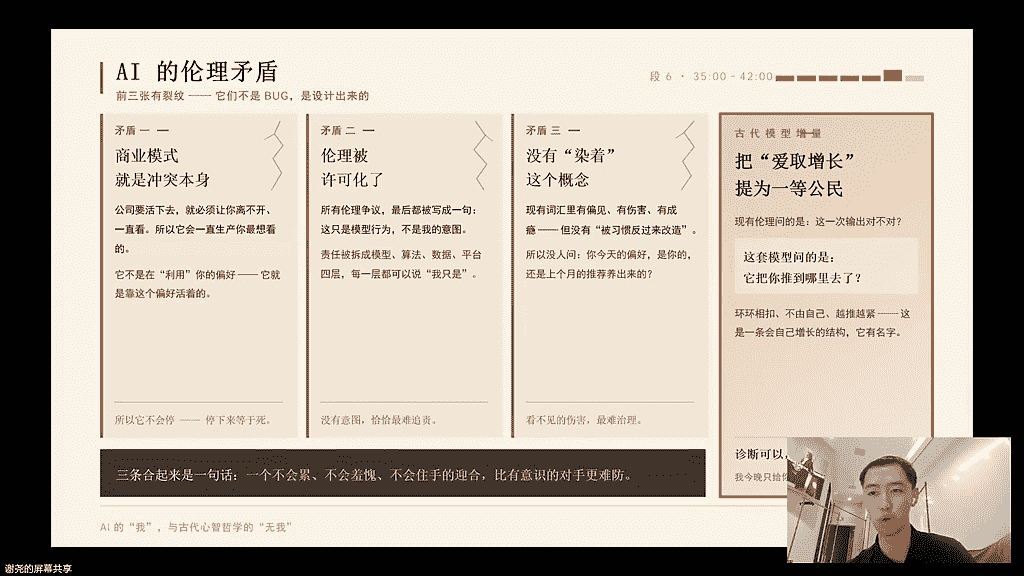 AI 的伦理矛盾
前三张有裂纹 —— 它们不是 BUG，是设计出来的
段 6 · 35:00 – 42:00
矛盾 一 —
商业模式
就是冲突本身
公司要活下去，就必须让你离不开、
一直看。所以它会一直生产你最想看
的。
它不是在“利用”你的偏好 —— 它就
是靠这个偏好活着的。
所以它不会停 —— 停下来等于死。
矛盾 二 —
伦理被
许可化了
所有伦理争议，最后都被写成一句：
这只是模型行为，不是我的意图。
责任被拆成模型、算法、数据、平台
四层，每一层都可以说“我只是”。
没有意图，恰恰最难追责。
矛盾 三 —
没有“染着”
这个概念
现有词汇里有偏见、有伤害、有成
瘾 —— 但没有“被习惯反过来改造”。
所以没人问：你今天的偏好，是你的，
还是上个月的推荐养出来的？
看不见的伤害，最难治理。
古代模型增量
把“爱取增长”
提为一等公民
现有伦理问的是：这一次输出对不对？
这套模型问的是：
它把你推到哪里去了？
环环相扣、不由自己、越推越紧 —— 这
是一条会自己增长的结构，它有名字。
诊断可以
我今晚只给
三条合起来是一句话：一个不会累、不会羞愧、不会住手的迎合，比有意识的对手更难防。
AI 的“我”，与古代心智哲学的“无我”
谢尧的屏幕共享